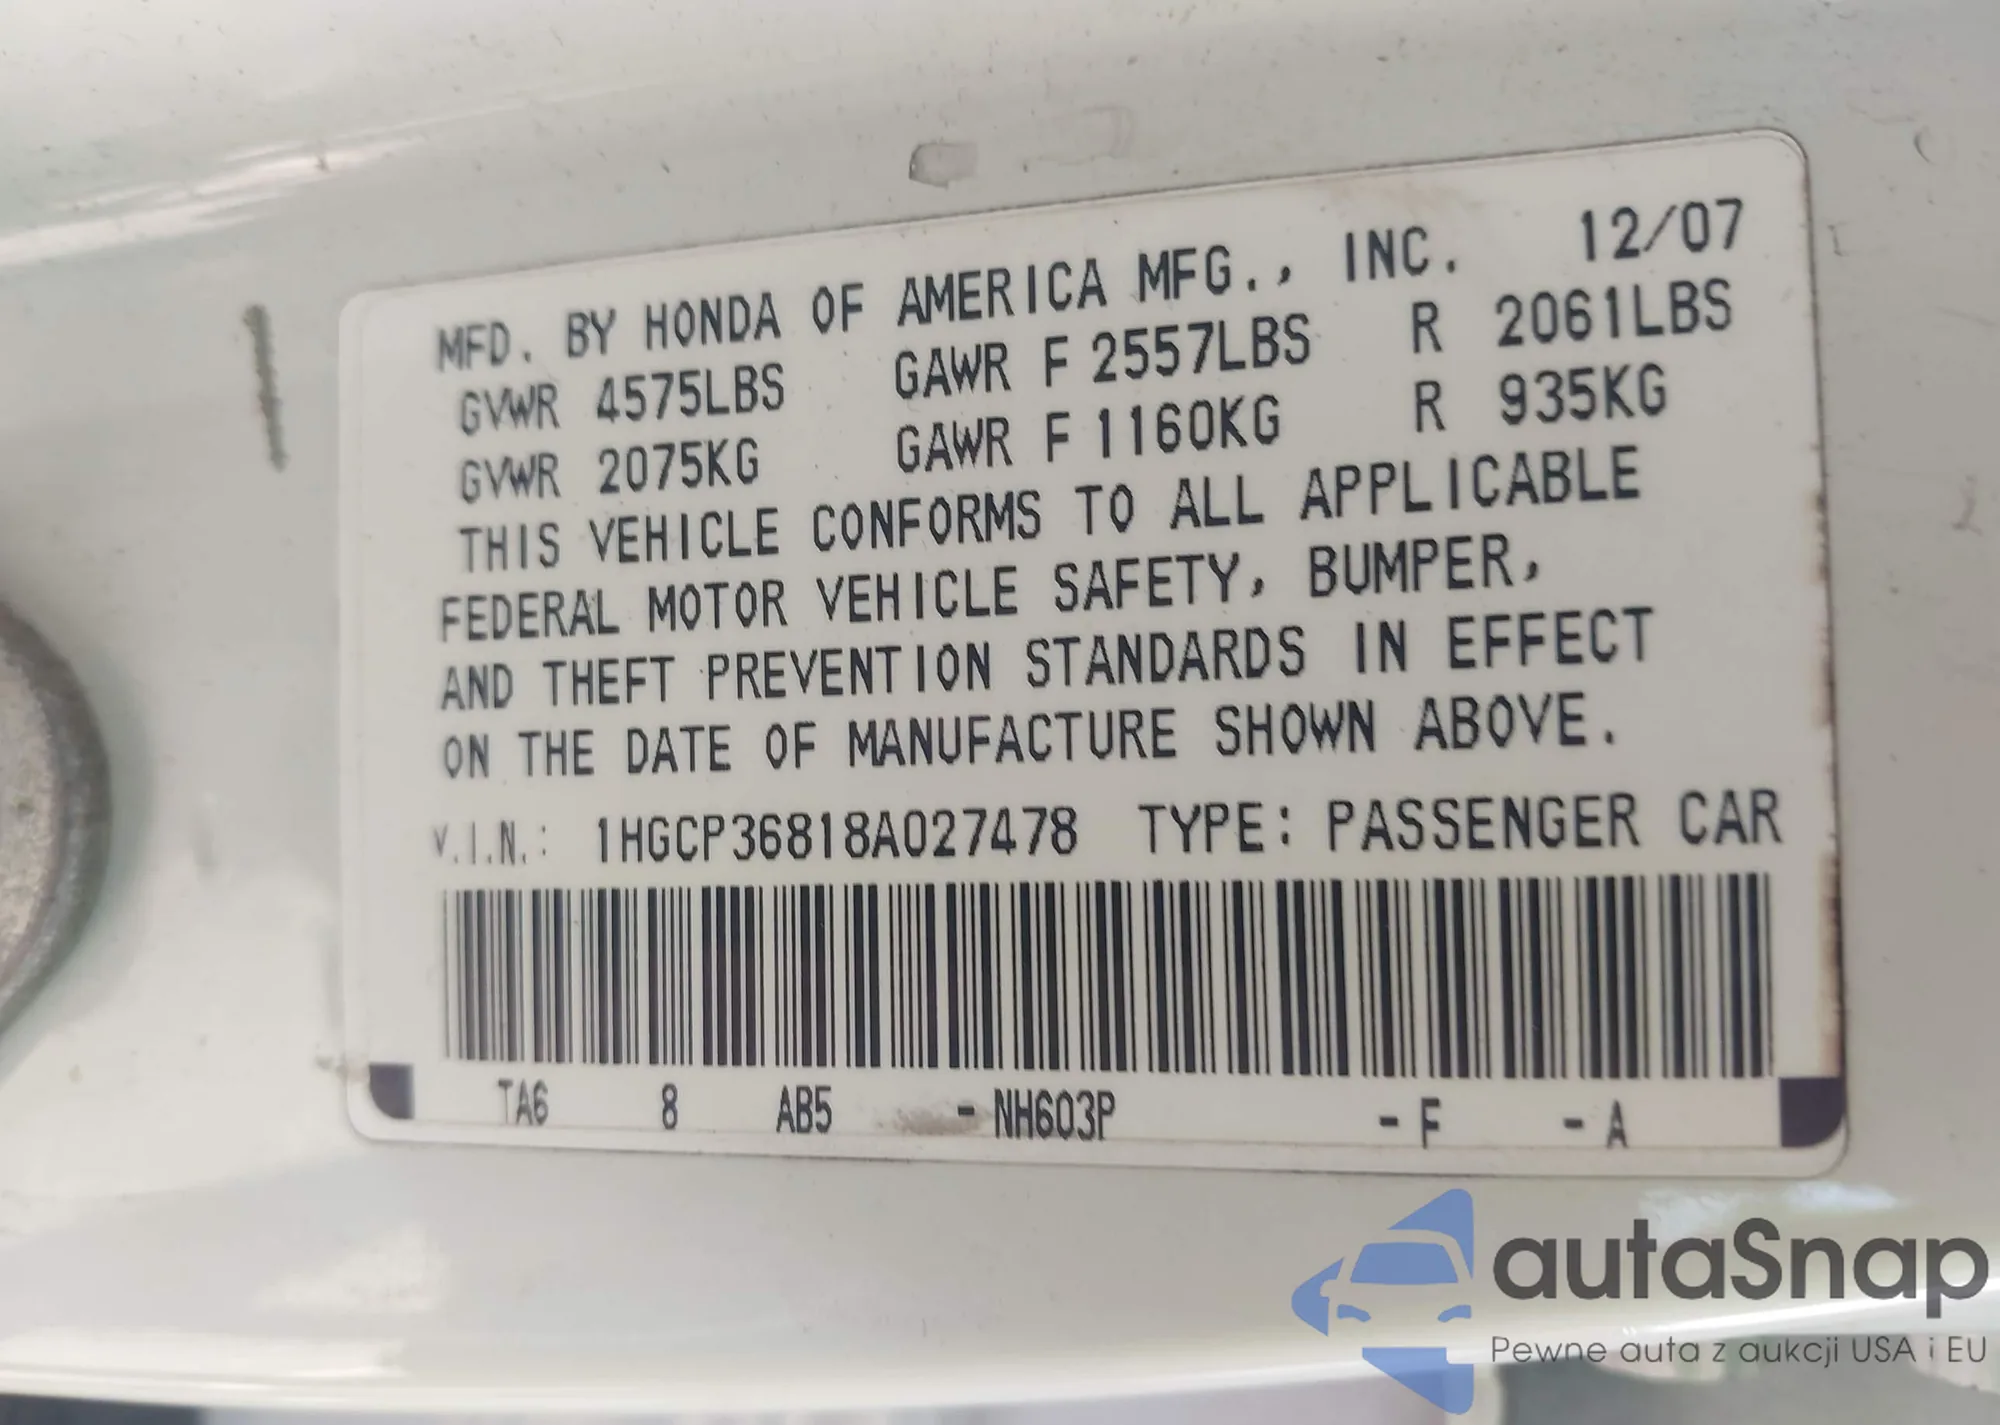 MFD. BY HONDA OF AMERICA MFG., INC. 12/07
GVWR 4575LBS GAWR F 2557LBS R 2061LBS
GVWR 2075KG GAWR F 1160KG R 935KG
THIS VEHICLE CONFORMS TO ALL APPLICABLE
FEDERAL MOTOR VEHICLE SAFETY, BUMPER,
AND THEFT PREVENTION STANDARDS IN EFFECT
ON THE DATE OF MANUFACTURE SHOWN ABOVE.
V.I.N.: 1HGCP36818A027478 TYPE: PASSENGER CAR
TA6 8 AB5 - NH603P - F - A
autaSnap
Pewne auta z aukcji USA i EU